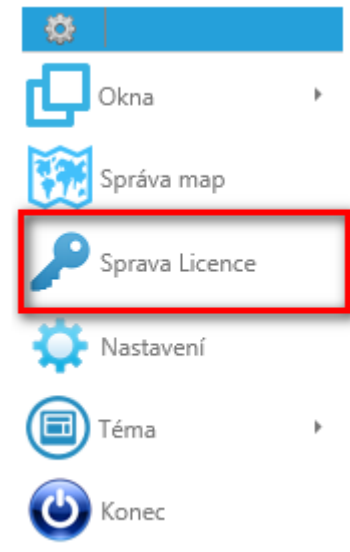 Okna
Správa map
Sprava Licence
Nastavení
Téma
Konec